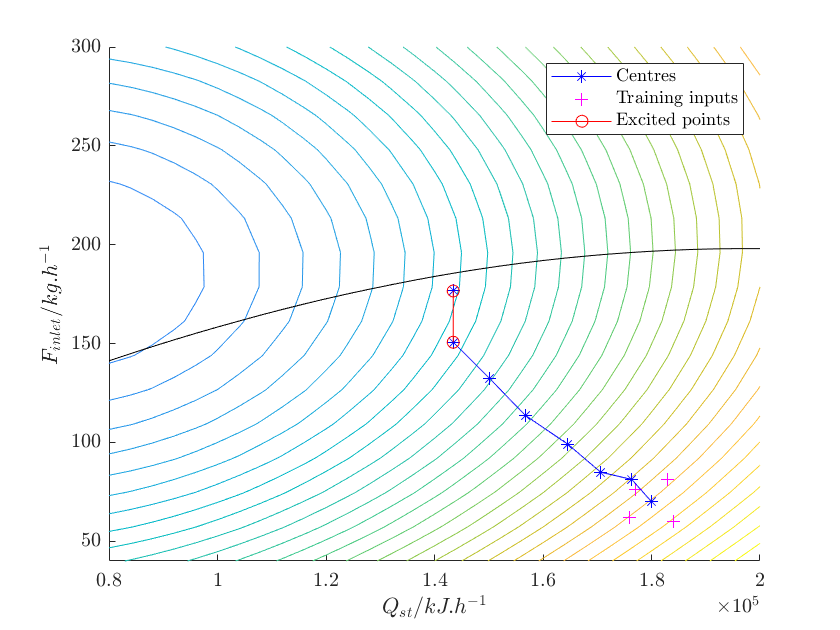 300
250
200
150
100
50
F_{inlet}/kg.h^{-1}
Centres
Training inputs
Excited points
0.8 1 1.2 1.4 1.6 1.8 2
Q_{st}/kJ.h^{-1}
×10^5